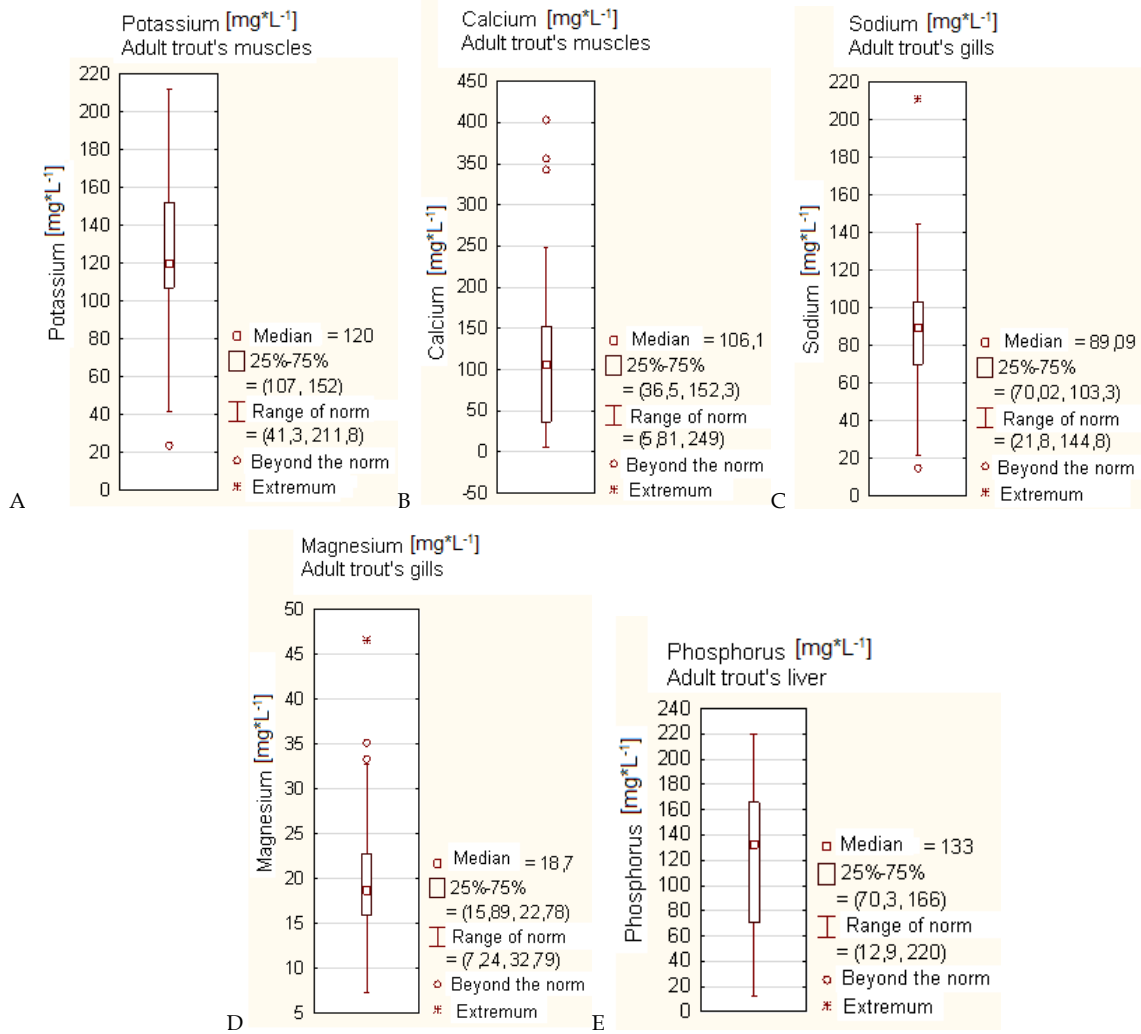 Potassium [mg*L⁻¹]
Adult trout's muscles
220
200
180
160
140
120
100
80
60
40
20
0
Potassium [mg*L⁻¹]
Median = 120
25%-75%
= (107, 152)
Range of norm
= (41,3, 211,8)
Beyond the norm
Extremum
A
Calcium [mg*L⁻¹]
Adult trout's muscles
450
400
350
300
250
200
150
100
50
0
-50
Calcium [mg*L⁻¹]
Median = 106,1
25%-75%
= (36,5, 152,3)
Range of norm
= (5,81, 249)
Beyond the norm
Extremum
B
Sodium [mg*L⁻¹]
Adult trout's gills
220
200
180
160
140
120
100
80
60
40
20
0
Sodium [mg*L⁻¹]
Median = 89,09
25%-75%
= (70,02, 103,3)
Range of norm
= (21,8, 144,8)
Beyond the norm
Extremum
C
Magnesium [mg*L⁻¹]
Adult trout's gills
50
45
40
35
30
25
20
15
10
5
Magnesium [mg*L⁻¹]
Median = 18,7
25%-75%
= (15,89, 22,78)
Range of norm
= (7,24, 32,79)
Beyond the norm
Extremum
D
Phosphorus [mg*L⁻¹]
Adult trout's liver
240
220
200
180
160
140
120
100
80
60
40
20
0
Phosphorus [mg*L⁻¹]
Median = 133
25%-75%
= (70,3, 166)
Range of norm
= (12,9, 220)
Beyond the norm
Extremum
E